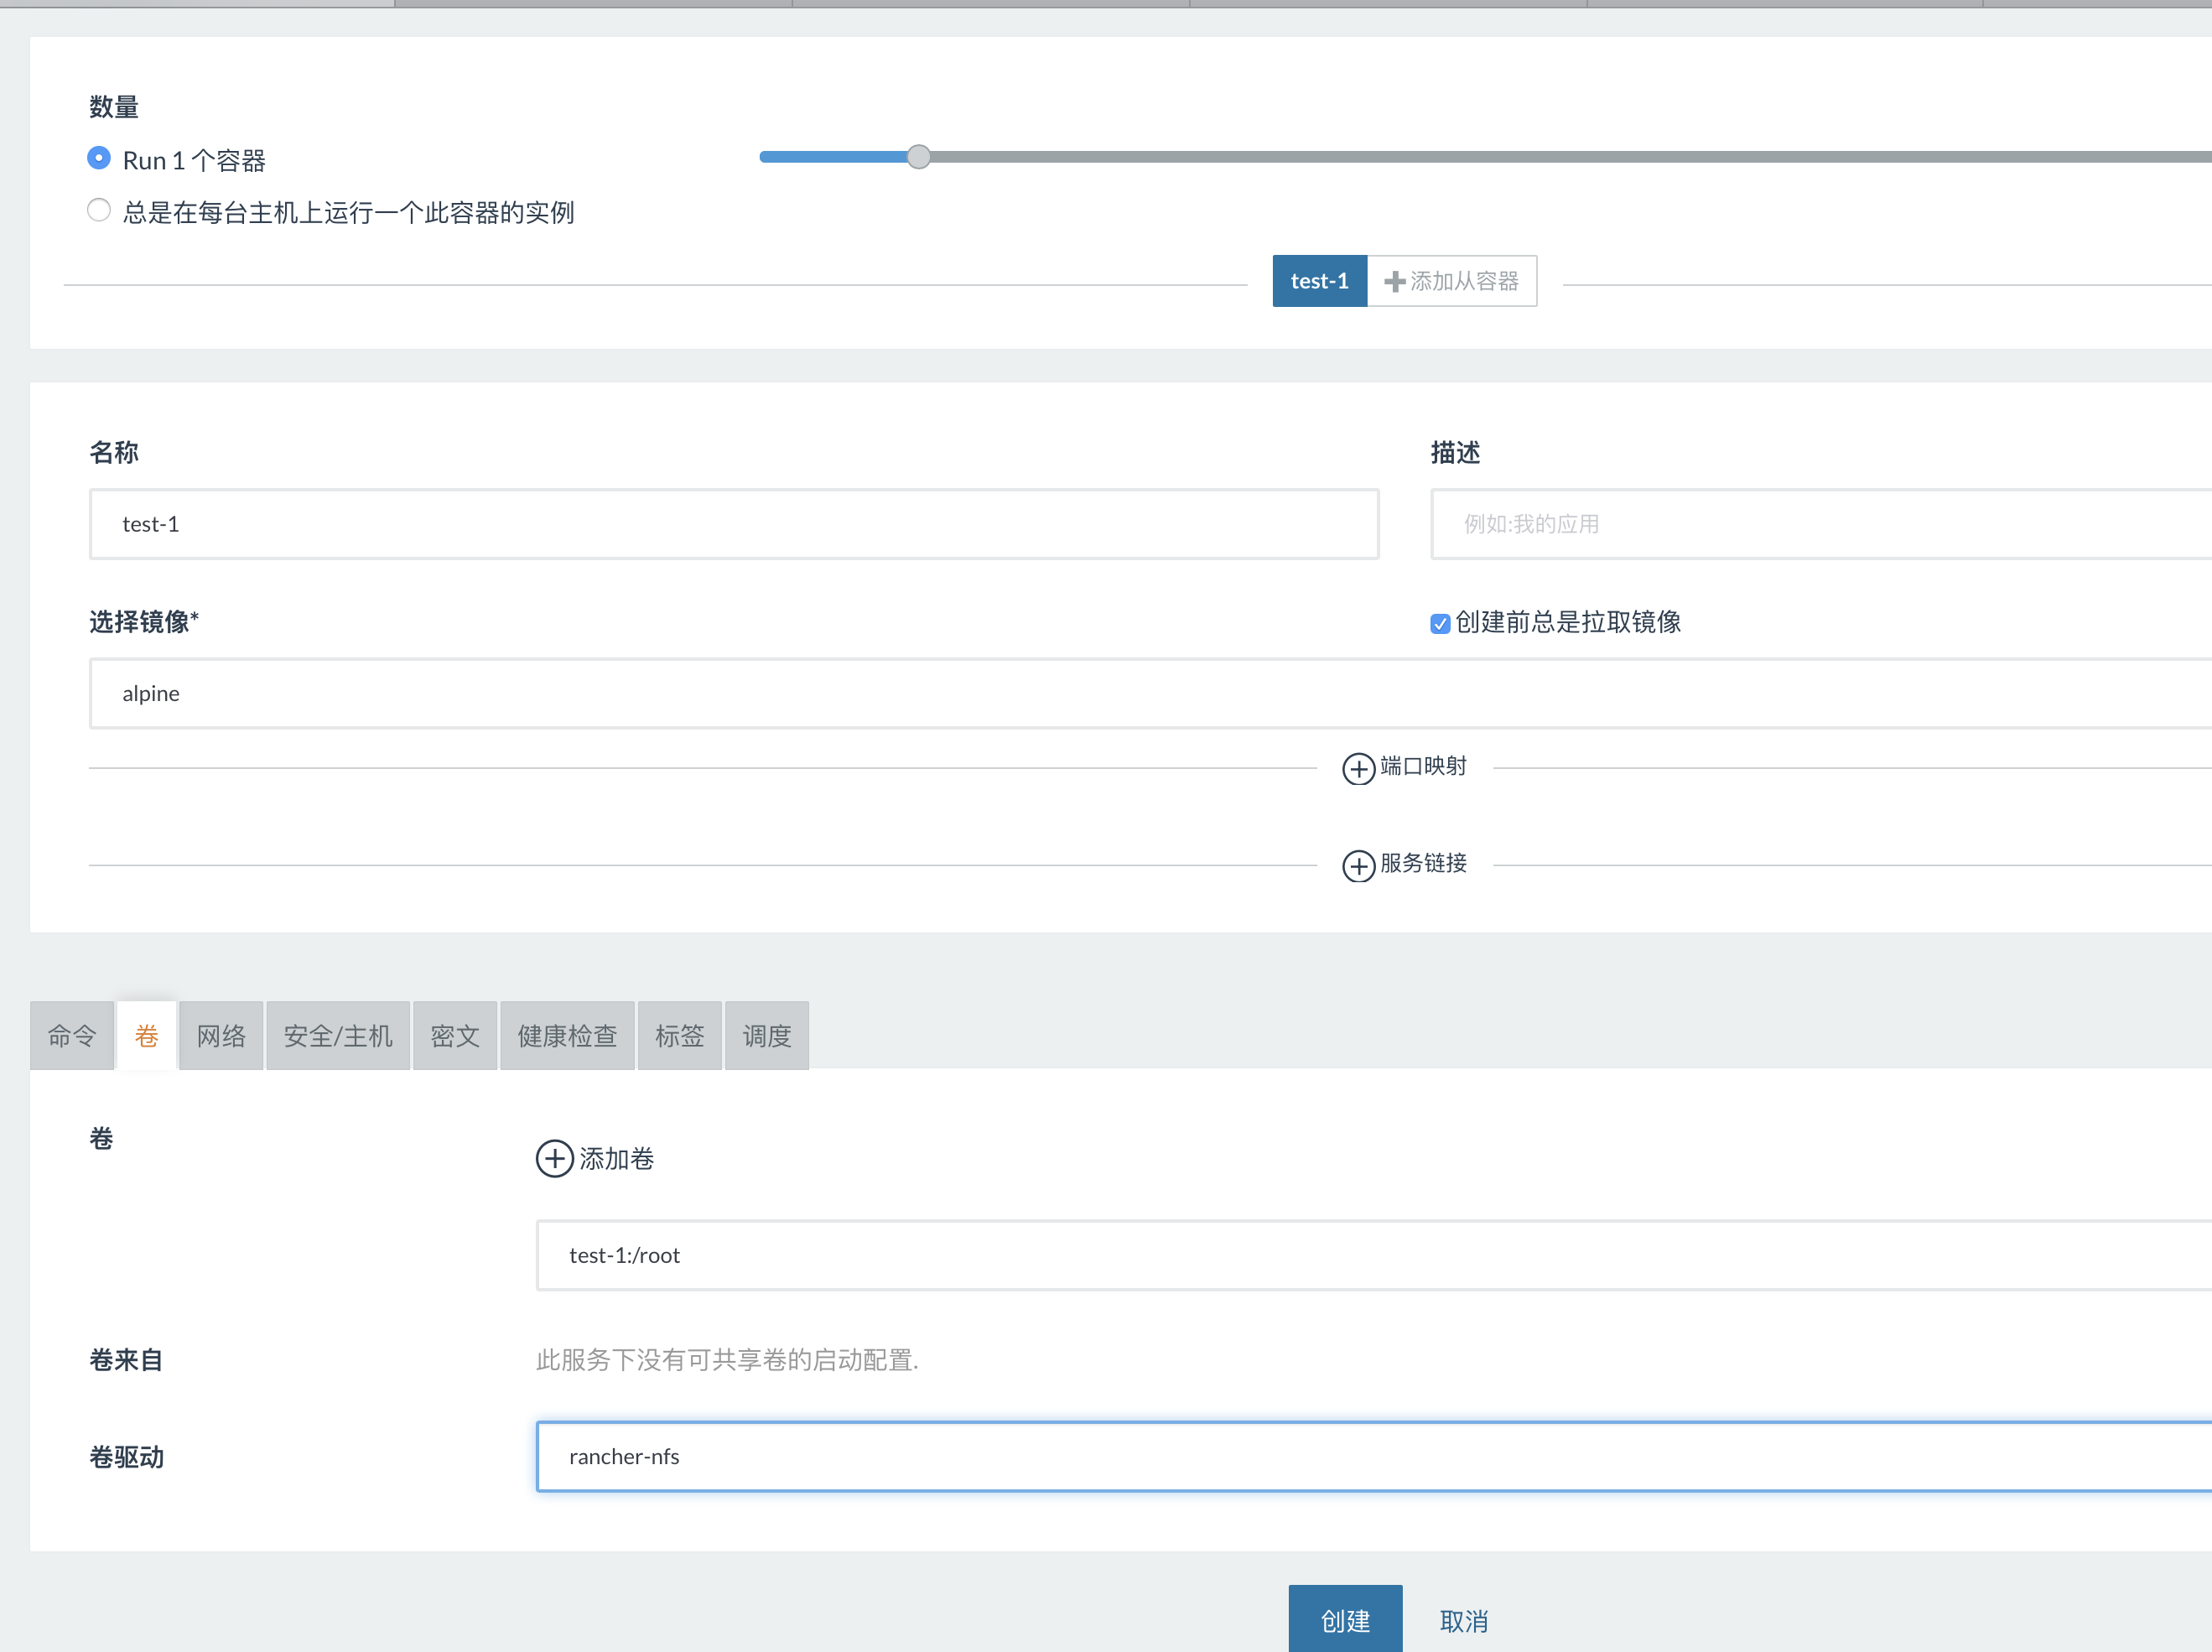 数量
Run 1 个容器
总是在每台主机上运行一个此容器的实例
test-1 添加从容器
名称 描述
test-1 例如:我的应用
选择镜像* 创建前总是拉取镜像
alpine
端口映射
服务链接
命令 卷 网络 安全/主机 密文 健康检查 标签 调度
卷
添加卷
test-1:/root
卷来自 此服务下没有可共享卷的启动配置.
卷驱动 rancher-nfs
创建 取消